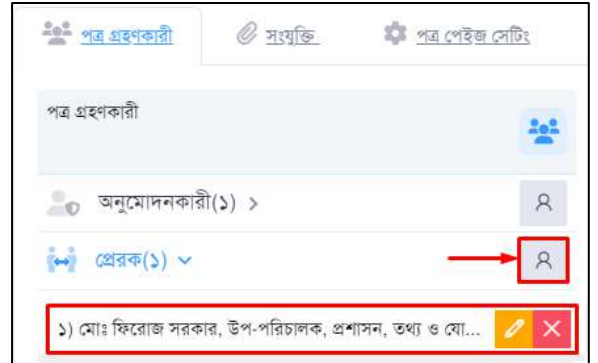 পত্র গ্রহণকারী
সংযুক্তি
পত্র পেইজ সেটিং
পত্র গ্রহণকারী
অনুমোদনকারী(১) >
প্রেরক(১)
১) মোঃ ফিরোজ সরকার, উপ-পরিচালক, প্রশাসন, তথ্য ও যো...